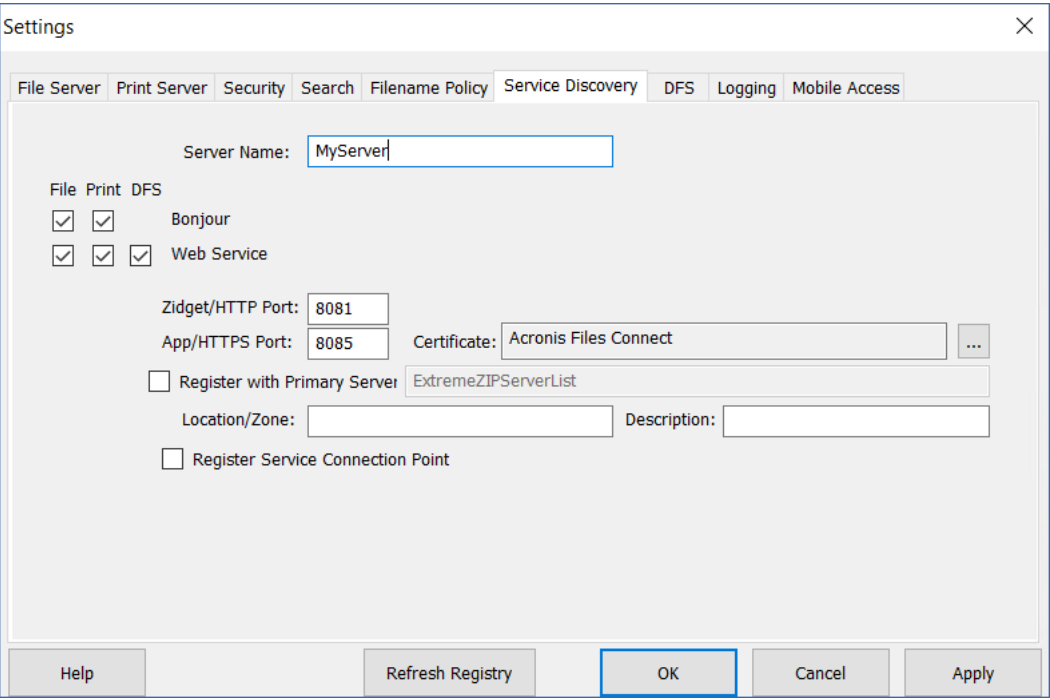 Settings
File Server Print Server Security Search Filename Policy Service Discovery DFS Logging Mobile Access
Server Name: MyServer
File Print DFS
Bonjour
Web Service
Zidget/HTTP Port: 8081
App/HTTPS Port: 8085 Certificate: Acronis Files Connect ...
Register with Primary Server ExtremeZIPServerList
Location/Zone: Description:
Register Service Connection Point
Help Refresh Registry OK Cancel Apply